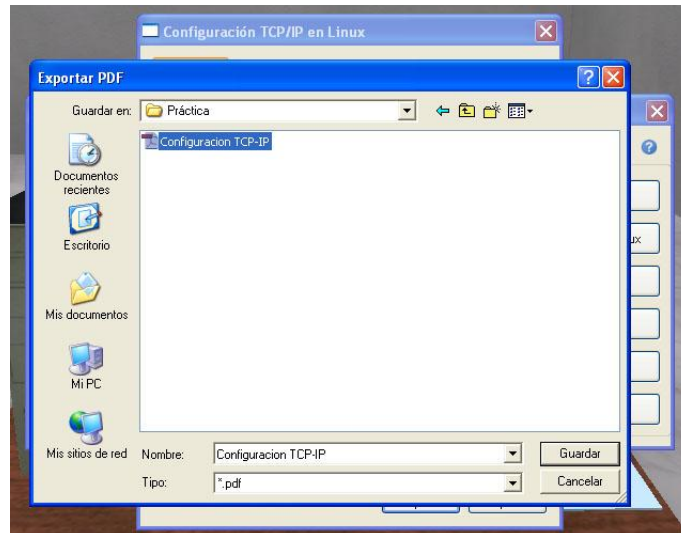 Configuración TCP/IP en Linux
Exportar PDF
Guardar en:
Práctica
Configuracion TCP-IP
Documentos
recientes
Escritorio
Mis documentos
Mi PC
Mis sitios de red
Nombre:
Configuracion TCP-IP
Guardar
Tipo:
*.pdf
Cancelar